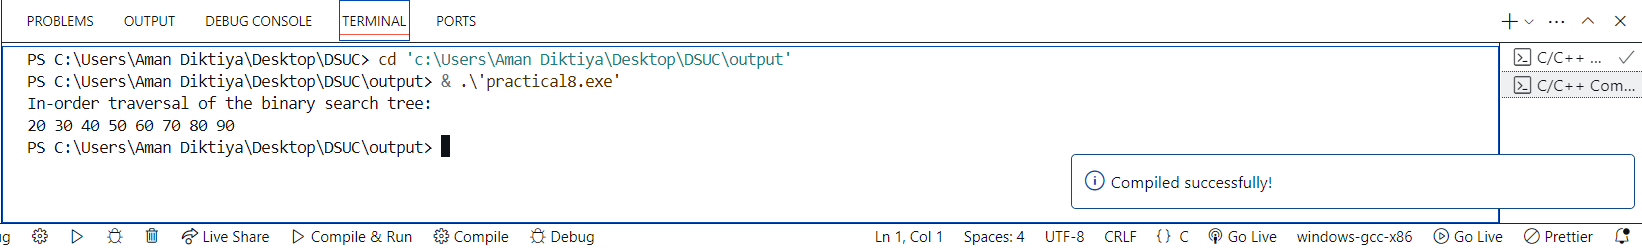 PROBLEMS OUTPUT DEBUG CONSOLE TERMINAL PORTS
PS C:\Users\Aman Diktiya\Desktop\DSUC> cd 'c:\Users\Aman Diktiya\Desktop\DSUC\output'
C/C++ ...
PS C:\Users\Aman Diktiya\Desktop\DSUC\output> & .\'practical8.exe'
C/C++ Com...
In-order traversal of the binary search tree:
20 30 40 50 60 70 80 90
PS C:\Users\Aman Diktiya\Desktop\DSUC\output>
Compiled successfully!
Live Share Compile & Run Compile Debug Ln 1, Col 1 Spaces: 4 UTF-8 CRLF {} C Go Live windows-gcc-x86 Go Live Prettier